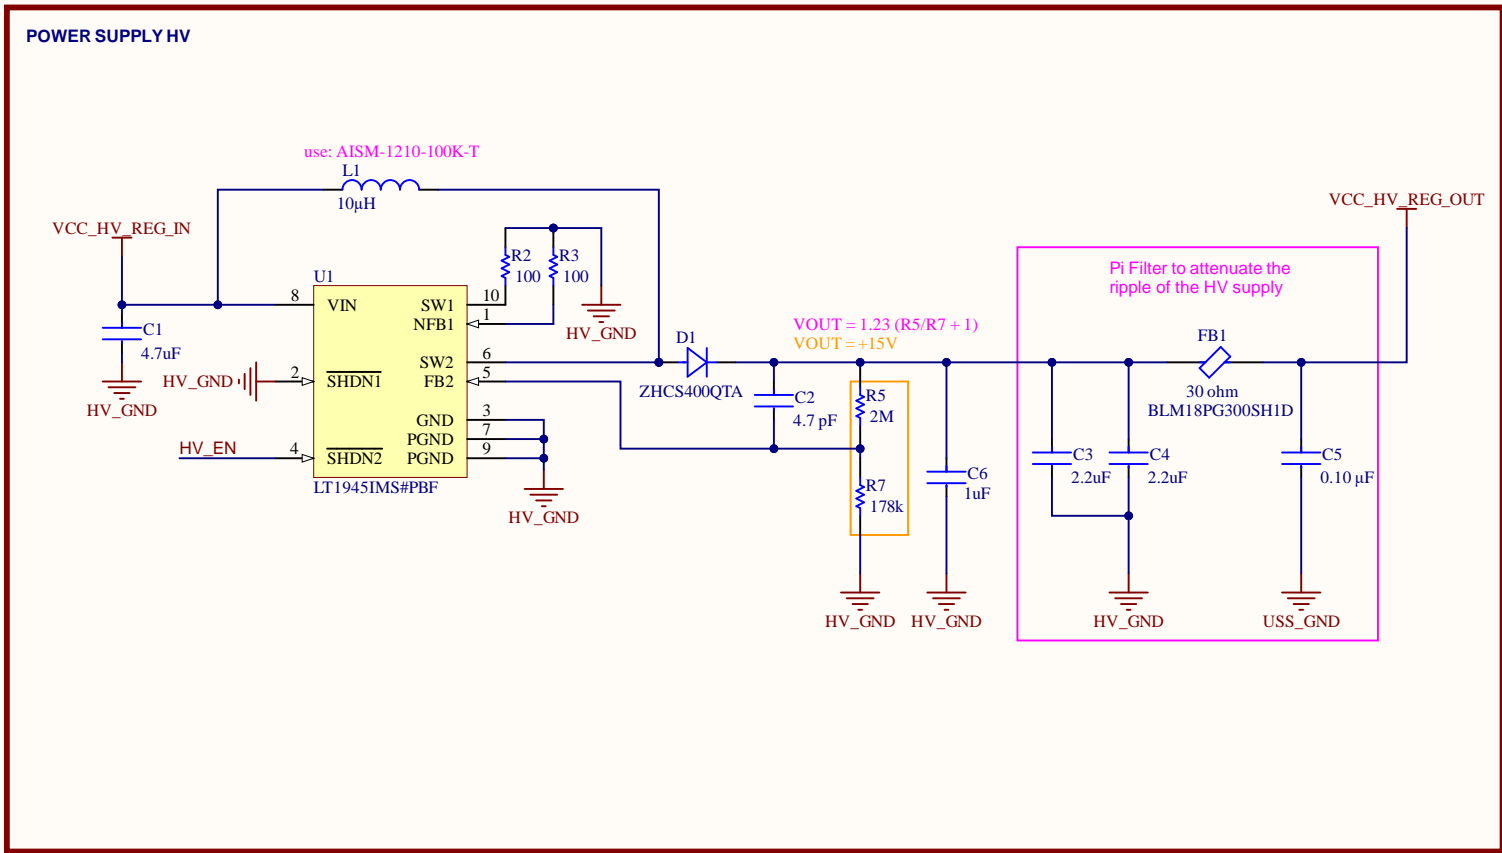 POWER SUPPLY HV
use: AISM-1210-100K-T
L1
10µH
VCC_HV_REG_IN
VCC_HV_REG_OUT
R2
100
R3
100
HV_GND
U1
8
VIN
SW1
10
NFB1
1
SW2
6
FB2
5
2
SHDN1
GND
3
PGND
7
PGND
9
4
SHDN2
LT1945IMS#PBF
C1
4.7uF
HV_GND
HV_GND
HV_EN
HV_GND
D1
ZHCS400QTA
VOUT = 1.23 (R5/R7 + 1)
VOUT = +15V
C2
4.7 pF
R5
2M
R7
178k
HV_GND
C6
1uF
HV_GND
Pi Filter to attenuate the
ripple of the HV supply
FB1
30 ohm
BLM18PG300SH1D
C3
2.2uF
C4
2.2uF
HV_GND
C5
0.10 µF
USS_GND